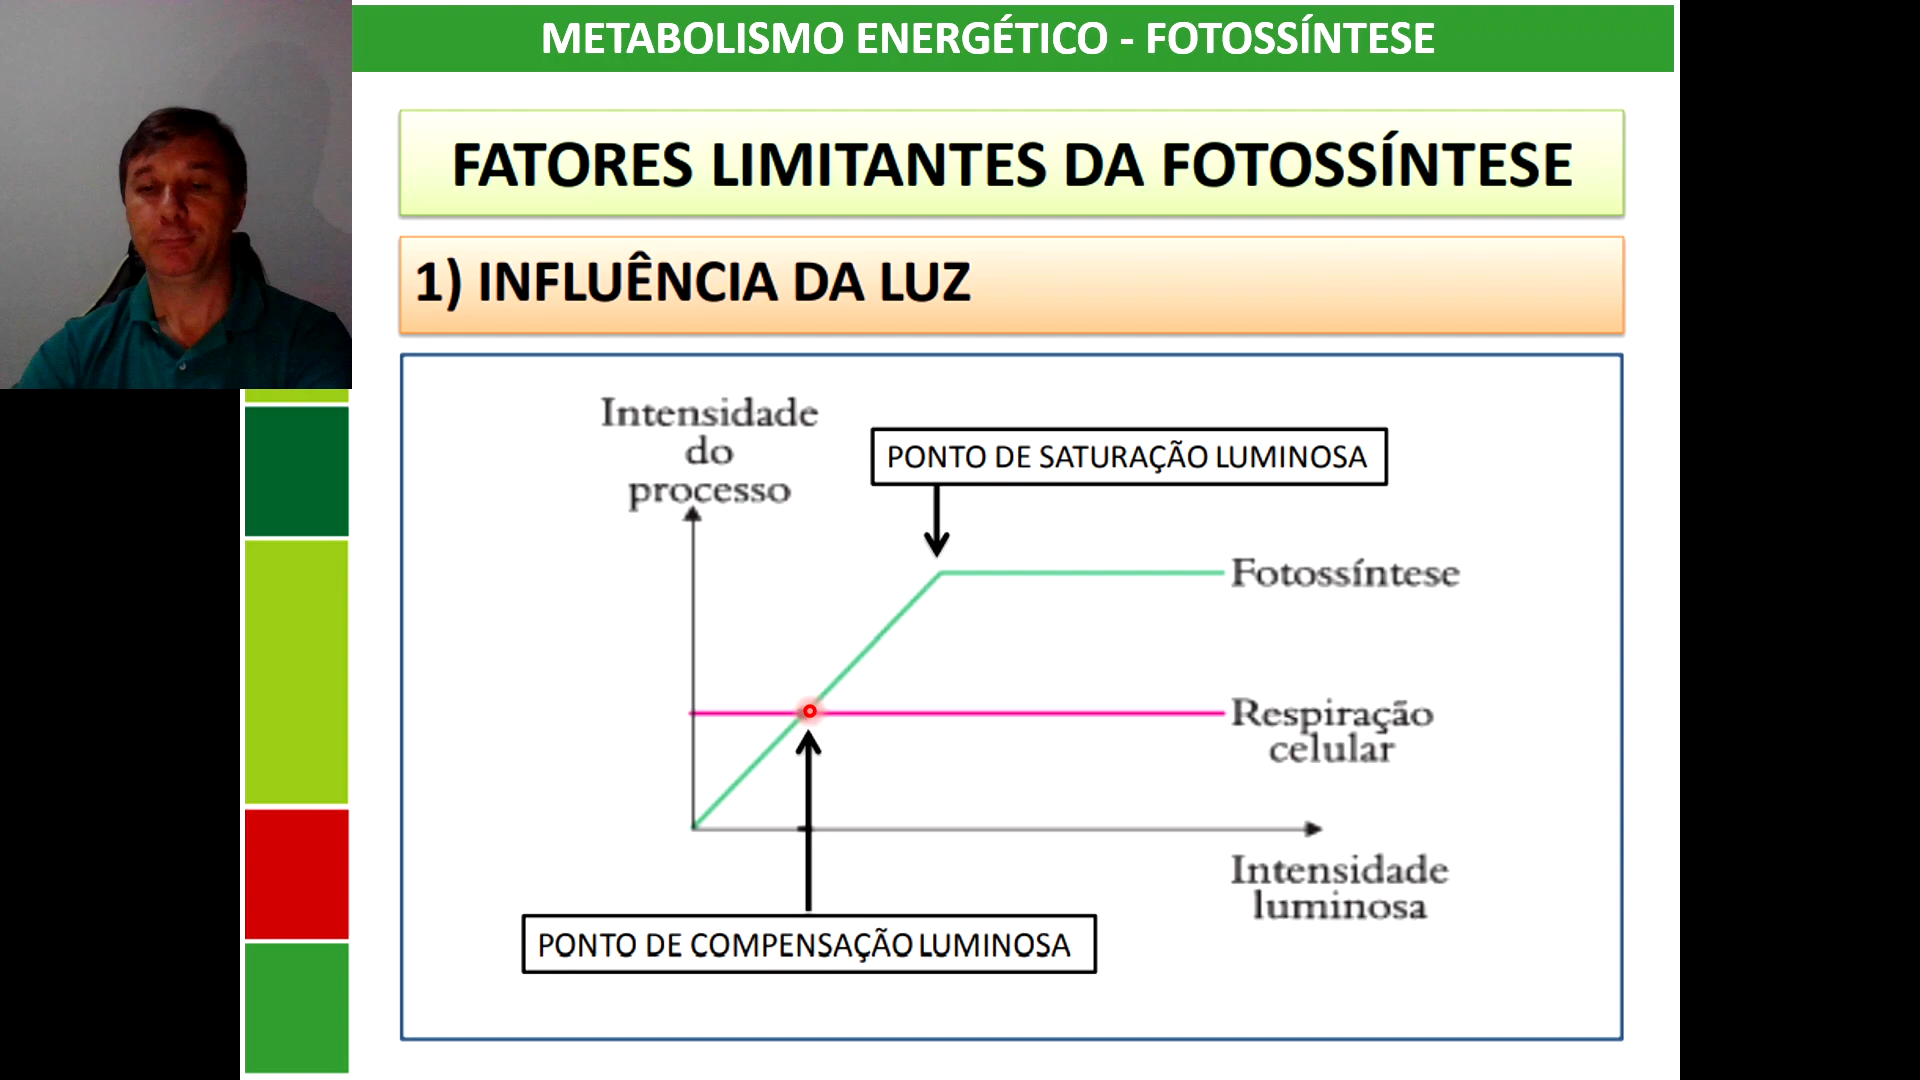 METABOLISMO ENERGÉTICO - FOTOSSÍNTESE
FATORES LIMITANTES DA FOTOSSÍNTESE
1) INFLUÊNCIA DA LUZ
Intensidade
do
processo
PONTO DE SATURAÇÃO LUMINOSA
Fotossíntese
Respiração
celular
Intensidade
luminosa
PONTO DE COMPENSAÇÃO LUMINOSA